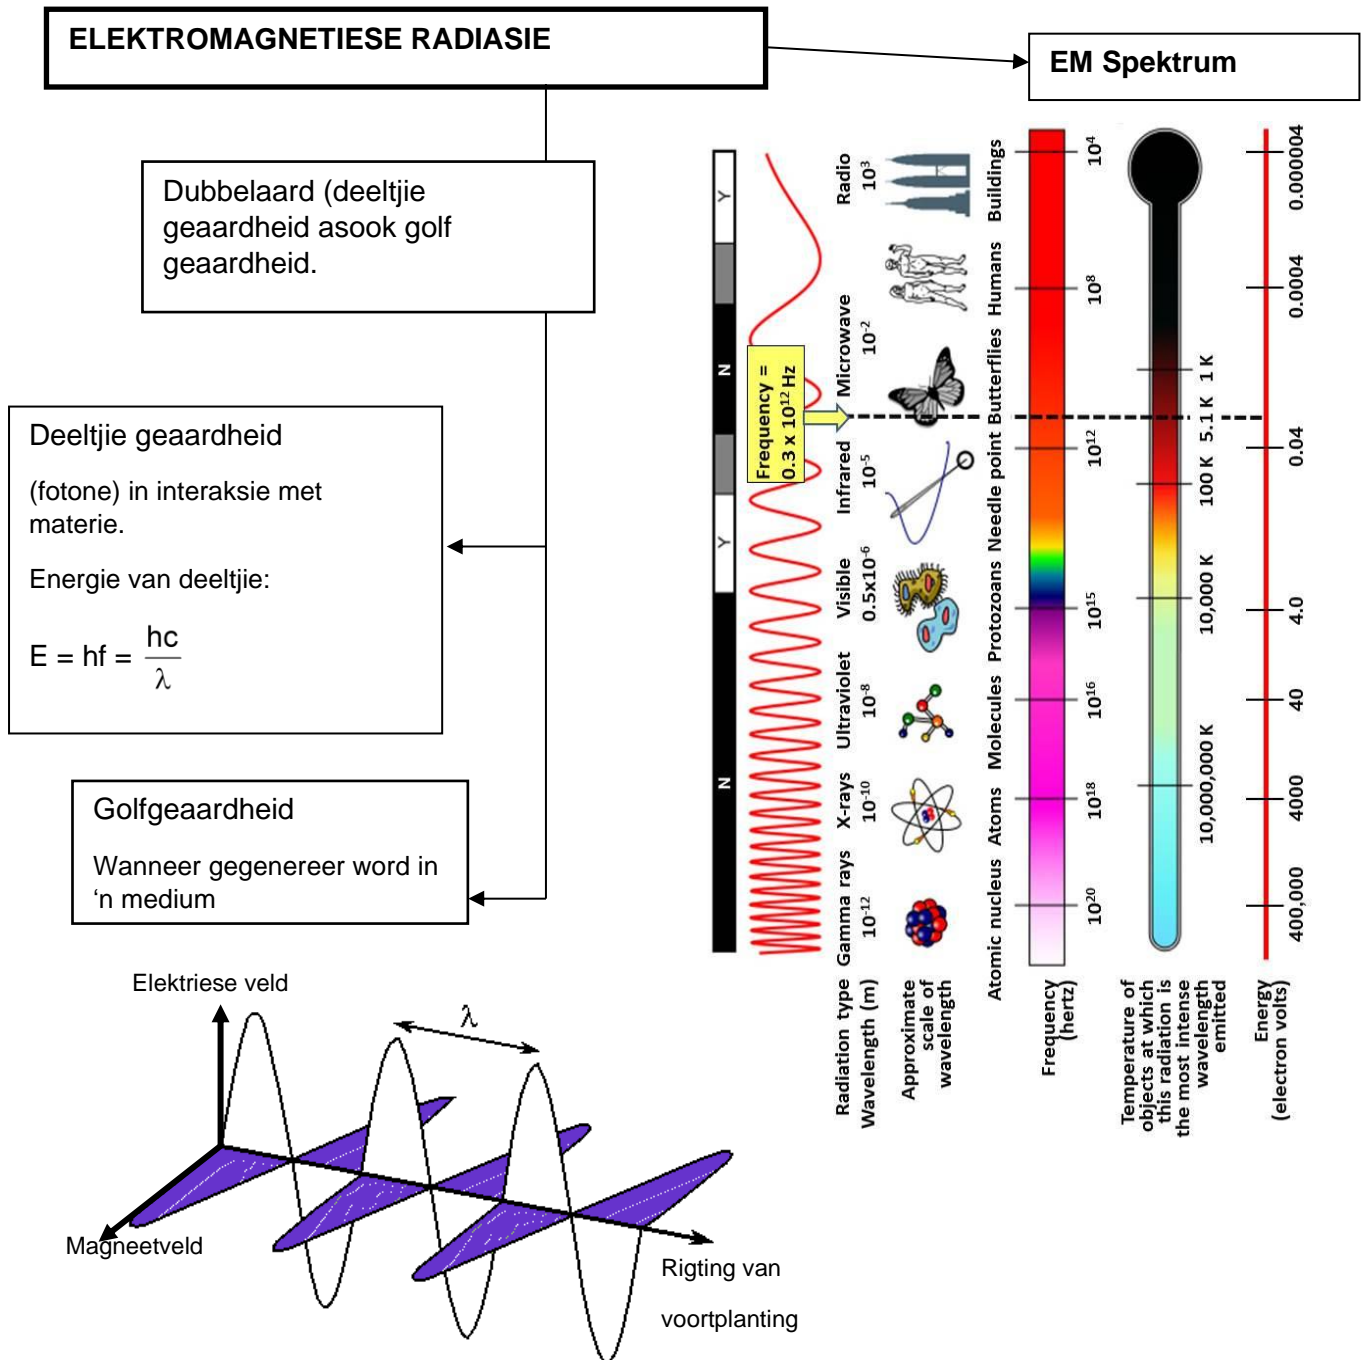 ELEKTROMAGNETIESE RADIASIE
EM Spektrum
Dubbelaard (deeltjie
geaardheid asook golf
geaardheid.
Deeltjie geaardheid
(fotone) in interaksie met
materie.
Energie van deeltjie:
E = hf = hc/λ
Golfgeaardheid
Wanneer gegenereer word in
‘n medium
Elektriese veld
λ
Magneetveld
Rigting van
voortplanting
Y
N
Y
N
Frequency =
0.3 x 10¹² Hz
Radiation type
Gamma rays X-rays Ultraviolet Visible Infrared Microwave Radio
Wavelength (m)
10⁻¹² 10⁻¹⁰ 10⁻⁸ 0.5x10⁻⁶ 10⁻⁵ 10⁻² 10³
Approximate
scale of
wavelength
Atomic nucleus Atoms Molecules Protozoans Needle point Butterflies Humans Buildings
Frequency
(hertz)
10²⁰ 10¹⁸ 10¹⁶ 10¹⁵ 10¹² 10⁸ 10⁴
Temperature of
objects at which
this radiation is
the most intense
wavelength
emitted
10,000,000 K 10,000 K 100 K 5.1 K 1 K
Energy
(electron volts)
400,000 4000 40 4.0 0.04 0.0004 0.000004